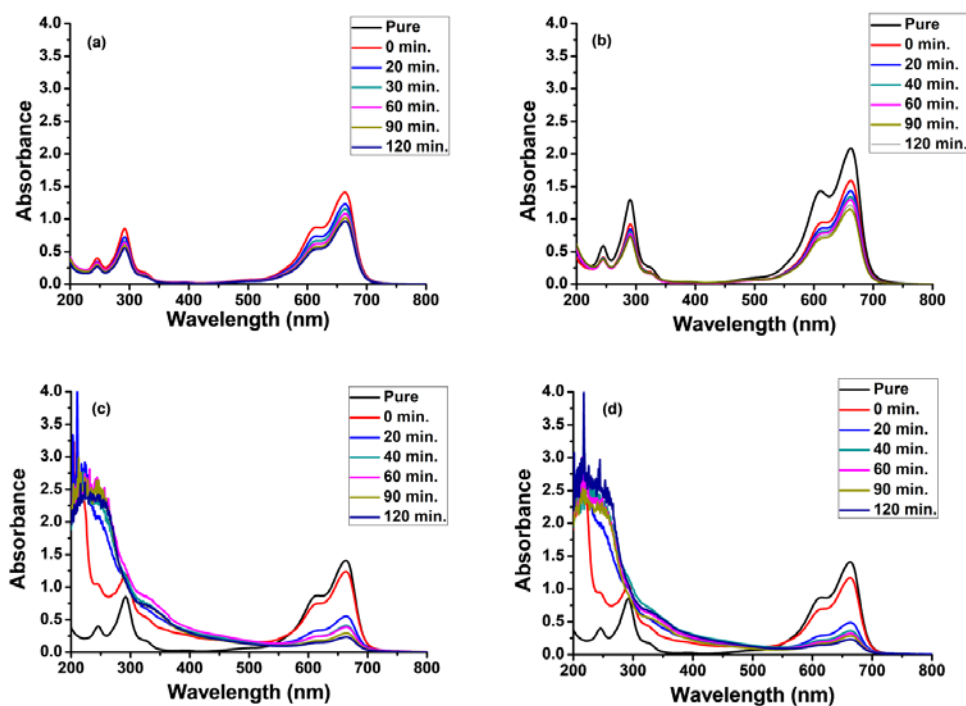 (a)
Pure
0 min.
20 min.
30 min.
60 min.
90 min.
120 min.
Absorbance
4.0
3.5
3.0
2.5
2.0
1.5
1.0
0.5
0.0
200 300 400 500 600 700 800
Wavelength (nm)
(b)
Pure
0 min.
20 min.
40 min.
60 min.
90 min.
120 min.
Absorbance
4.0
3.5
3.0
2.5
2.0
1.5
1.0
0.5
0.0
200 300 400 500 600 700 800
Wavelength (nm)
(c)
Pure
0 min.
20 min.
40 min.
60 min.
90 min.
120 min.
Absorbance
4.0
3.5
3.0
2.5
2.0
1.5
1.0
0.5
0.0
200 300 400 500 600 700 800
Wavelength (nm)
(d)
Pure
0 min.
20 min.
40 min.
60 min.
90 min.
120 min.
Absorbance
4.0
3.5
3.0
2.5
2.0
1.5
1.0
0.5
0.0
200 300 400 500 600 700 800
Wavelength (nm)